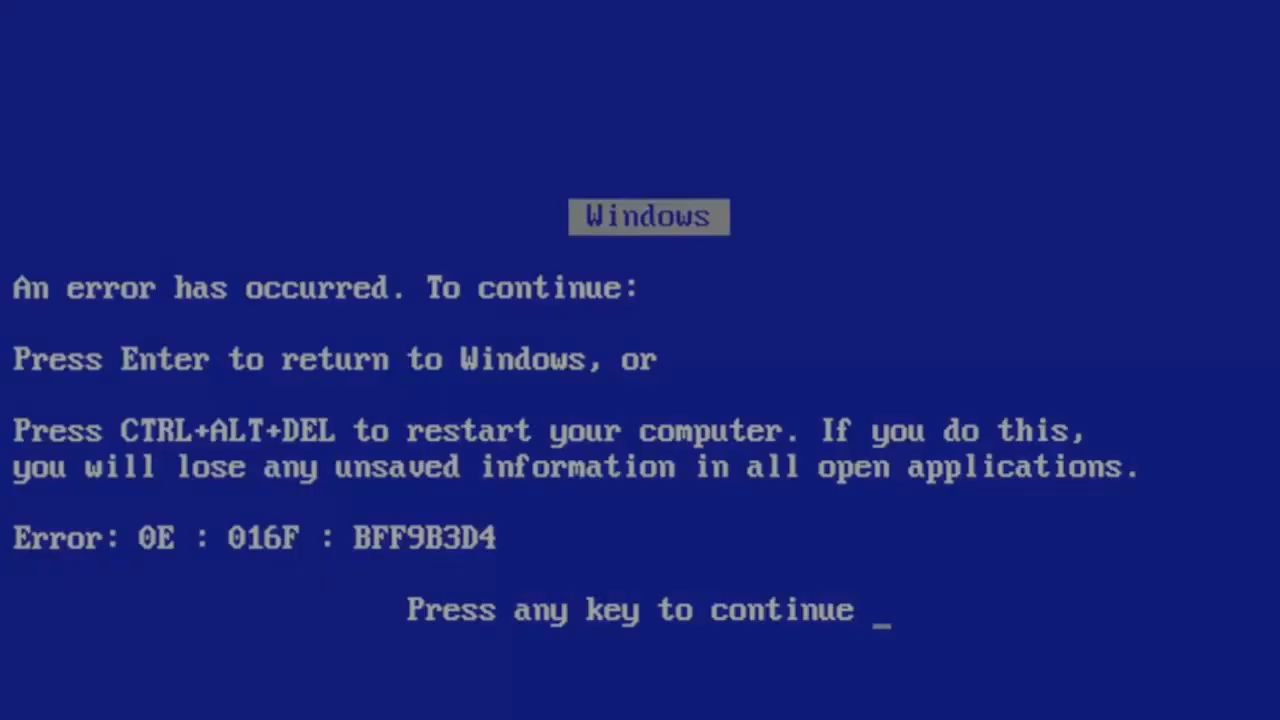 Windows
An error has occurred. To continue:
Press Enter to return to Windows, or
Press CTRL+ALT+DEL to restart your computer. If you do this,
you will lose any unsaved information in all open applications.
Error: 0E : 016F : BFF9B3D4
Press any key to continue _